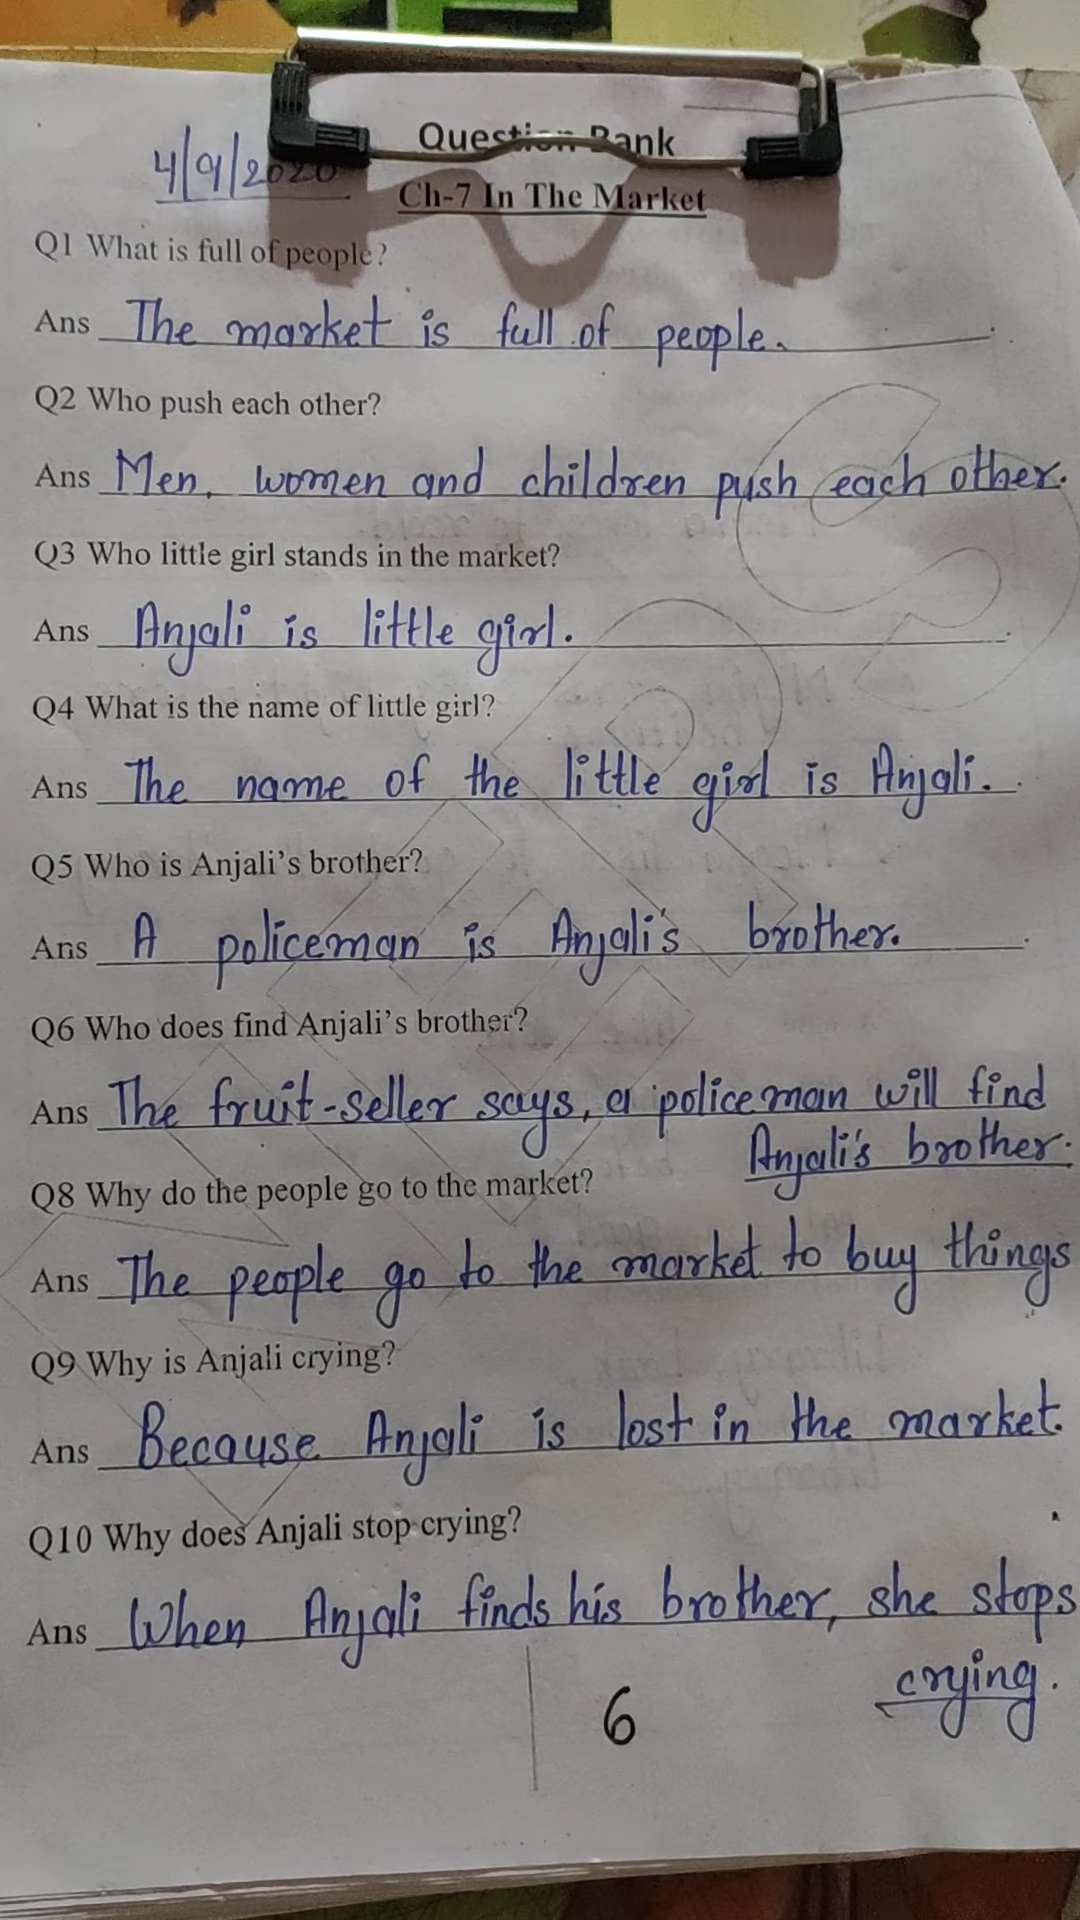 Question Bank
4/9/2020
Ch-7 In The Market
Q1 What is full of people?
Ans The market is full of people.
Q2 Who push each other?
Ans Men, women and children push each other.
Q3 Who little girl stands in the market?
Ans Anjali is little girl.
Q4 What is the name of little girl?
Ans The name of the little girl is Anjali.
Q5 Who is Anjali's brother?
Ans A policeman is Anjali's brother.
Q6 Who does find Anjali's brother?
Ans The fruit-seller says, a policeman will find
Anjali's brother.
Q8 Why do the people go to the market?
Ans The people go to the market to buy things
Q9 Why is Anjali crying?
Ans Because Anjali is lost in the market.
Q10 Why does Anjali stop crying?
Ans When Anjali finds his brother, she stops
crying.
6